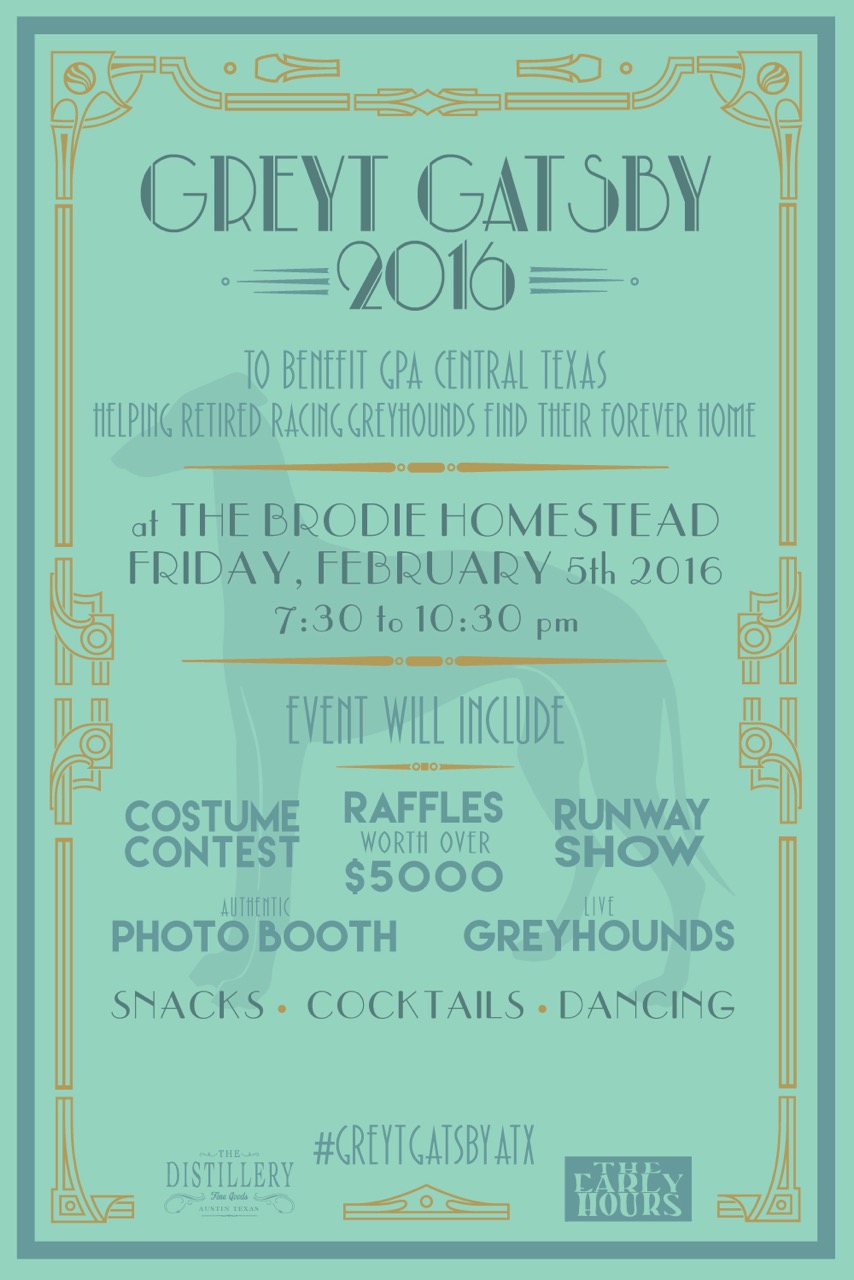 GREYT GATSBY
2016
TO BENEFIT GPA CENTRAL TEXAS
HELPING RETIRED RACING GREYHOUNDS FIND THEIR FOREVER HOME
at THE BRODIE HOMESTEAD
FRIDAY, FEBRUARY 5th 2016
7:30 to 10:30 pm
EVENT WILL INCLUDE
COSTUME
CONTEST
RAFFLES
WORTH OVER
$5000
RUNWAY
SHOW
AUTHENTIC
PHOTO BOOTH
LIVE
GREYHOUNDS
SNACKS • COCKTAILS • DANCING
#GREYTGATSBYATX
THE
DISTILLERY
Fine Goods
AUSTIN TEXAS
THE
EARLY
HOURS